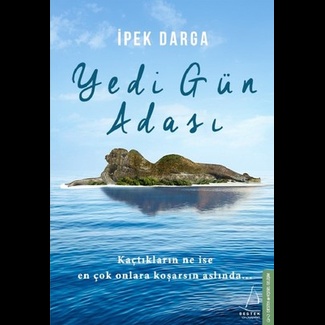 İPEK DARGA
Yedi Gün
Adası
Kaçtıkların ne ise
en çok onlara koşarsın aslında...
DESTEK